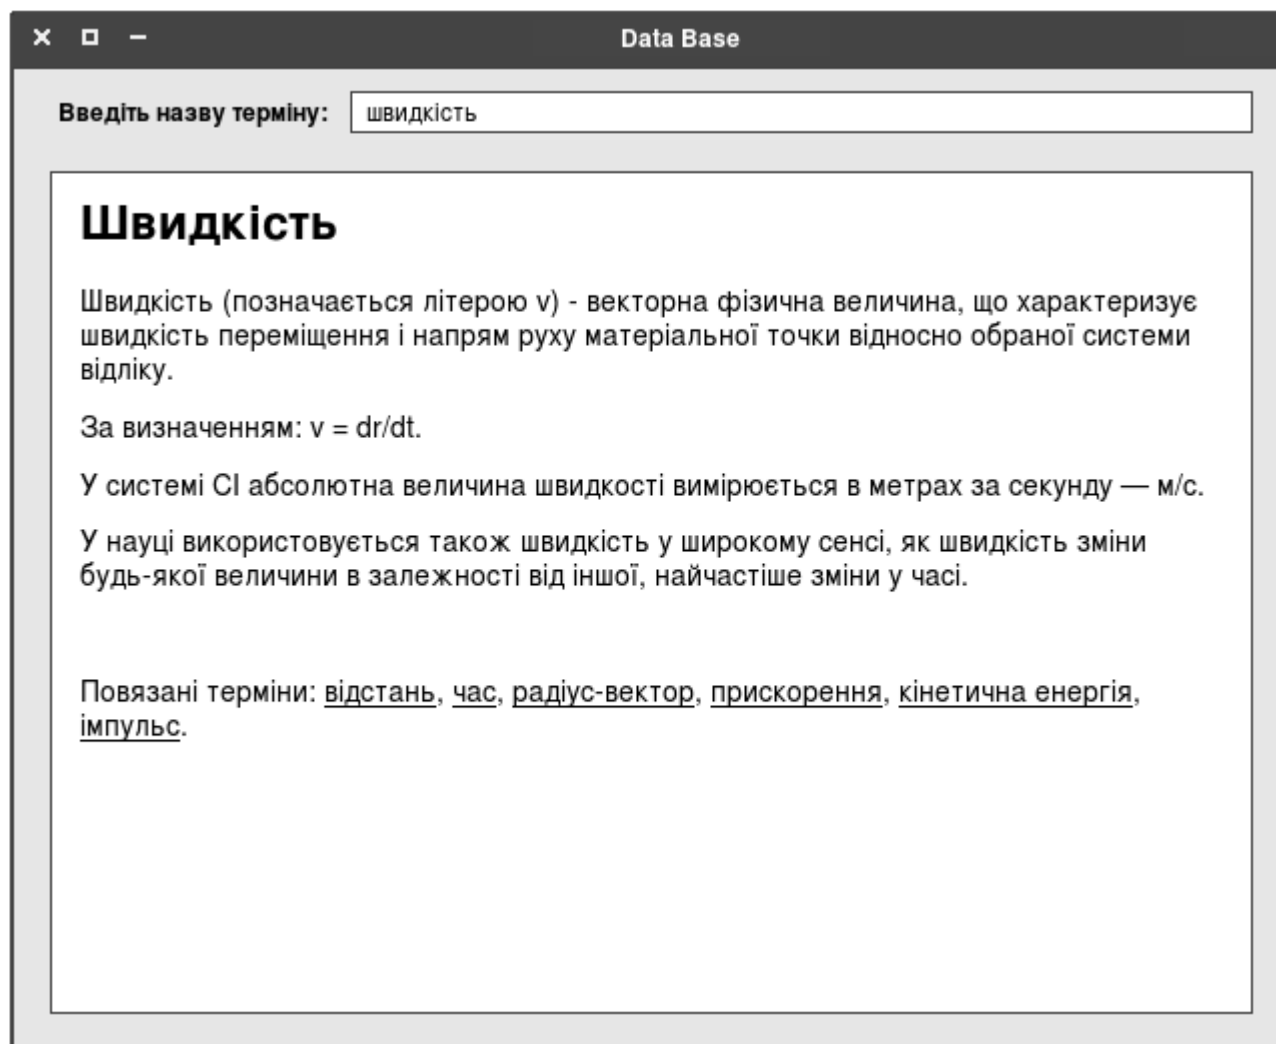 Data Base
Введіть назву терміну: швидкість
Швидкість
Швидкість (позначається літерою v) - векторна фізична величина, що характеризує
швидкість переміщення і напрям руху матеріальної точки відносно обраної системи
відліку.
За визначенням: v = dr/dt.
У системі СІ абсолютна величина швидкості вимірюється в метрах за секунду — м/с.
У науці використовується також швидкість у широкому сенсі, як швидкість зміни
будь-якої величини в залежності від іншої, найчастіше зміни у часі.
Повязані терміни: відстань, час, радіус-вектор, прискорення, кінетична енергія,
імпульс.